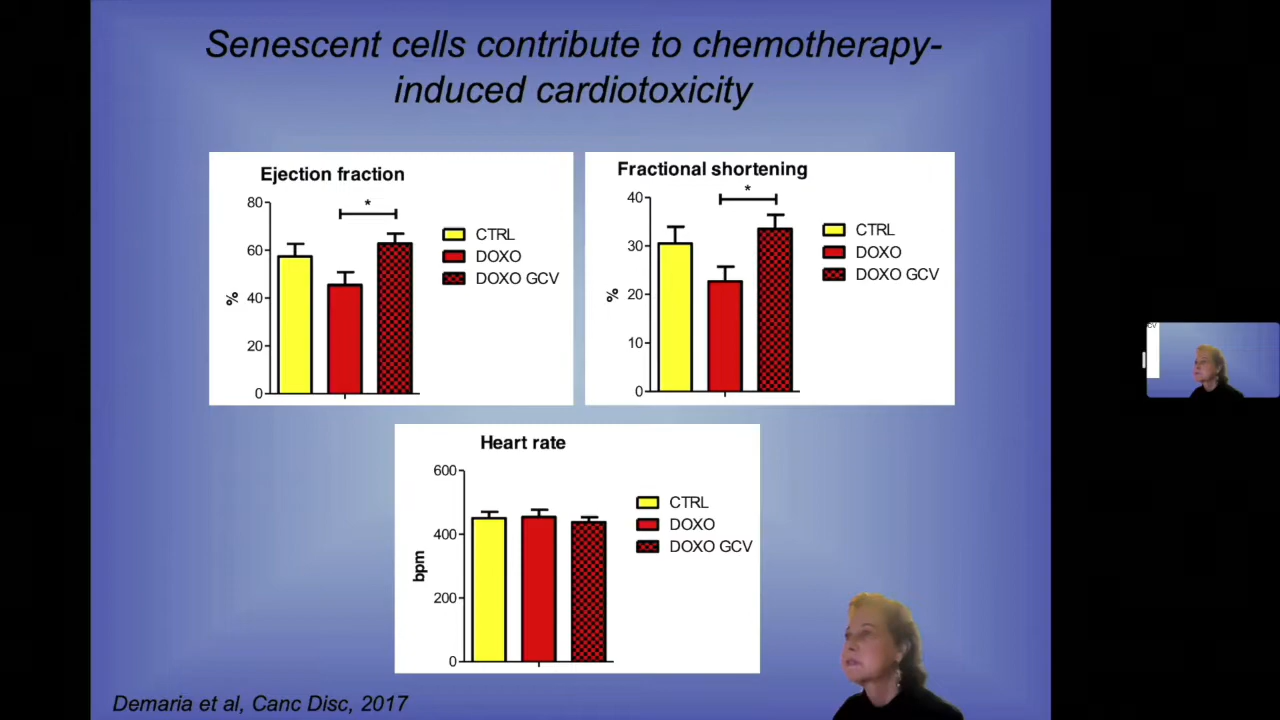 Senescent cells contribute to chemotherapy-
induced cardiotoxicity
Ejection fraction
80
60
40
20
0
%
*
CTRL
DOXO
DOXO GCV
Fractional shortening
40
30
20
10
0
%
*
CTRL
DOXO
DOXO GCV
Heart rate
600
400
200
0
bpm
CTRL
DOXO
DOXO GCV
Demaria et al, Canc Disc, 2017
CV